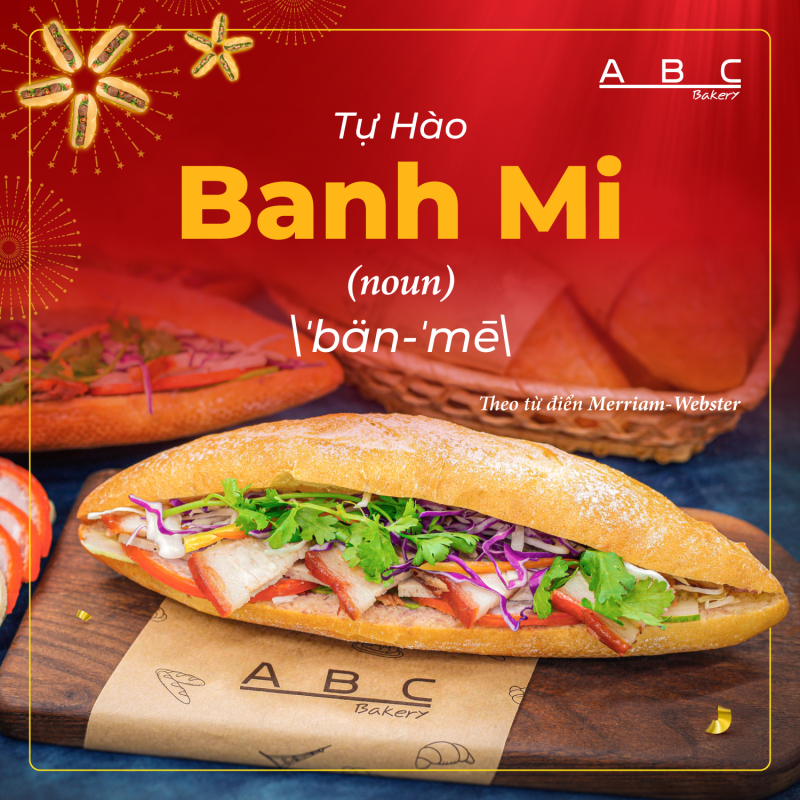 A B C
Bakery
Tự Hào
Banh Mi
(noun)
\ˈbän-ˈmē\
Theo từ điển Merriam-Webster
A B C
Bakery